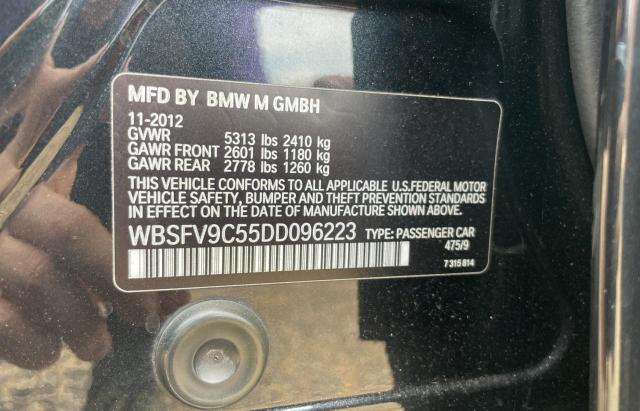 MFD BY BMW M GMBH
11-2012
GVWR 5313 lbs 2410 kg
GAWR FRONT 2601 lbs 1180 kg
GAWR REAR 2778 lbs 1260 kg
THIS VEHICLE CONFORMS TO ALL APPLICABLE U.S.FEDERAL MOTOR
VEHICLE SAFETY, BUMPER AND THEFT PREVENTION STANDARDS
IN EFFECT ON THE DATE OF MANUFACTURE SHOWN ABOVE.
WBSFV9C55DD096223 TYPE: PASSENGER CAR
475/9
7 315 814